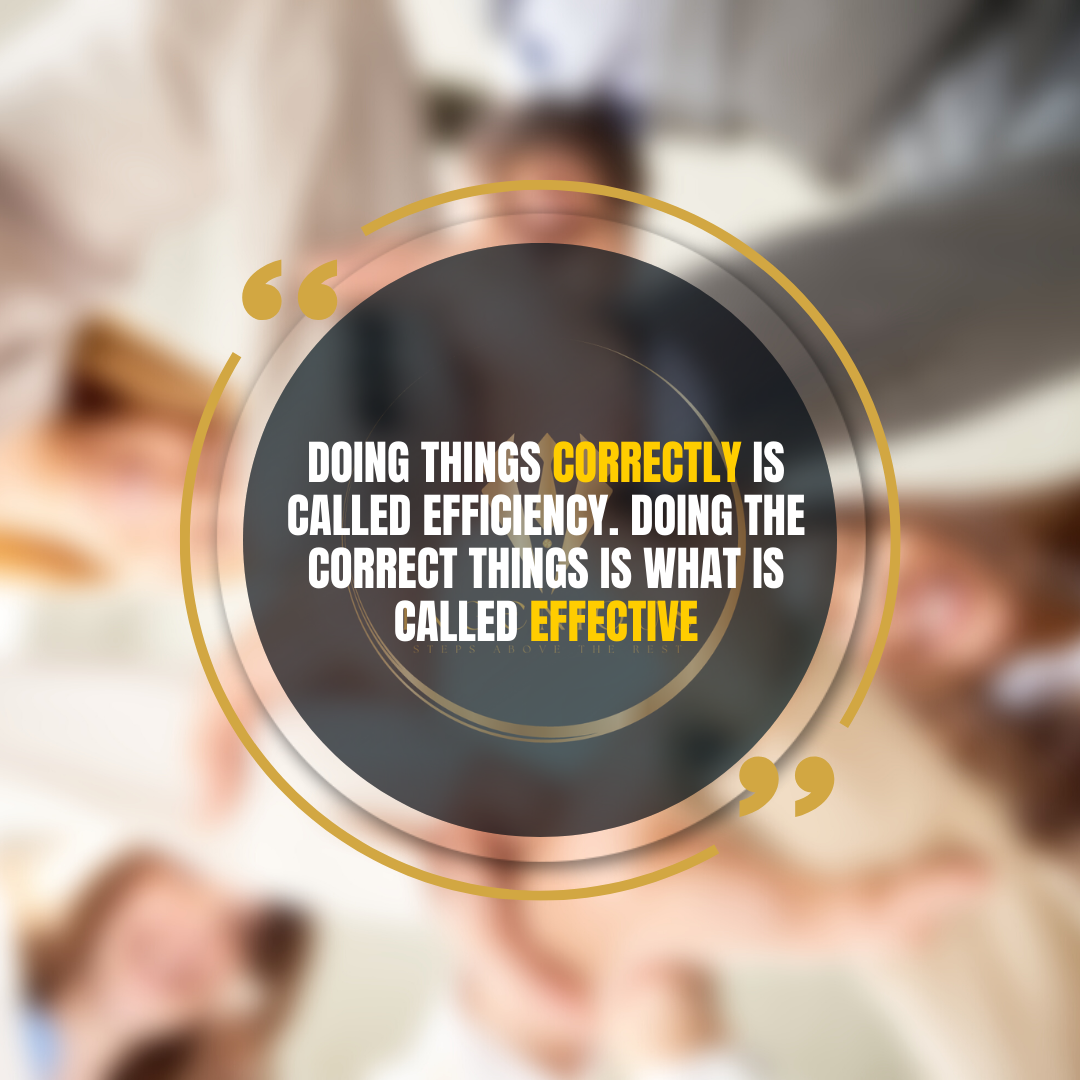 DOING THINGS CORRECTLY IS
CALLED EFFICIENCY. DOING THE
CORRECT THINGS IS WHAT IS
CALLED EFFECTIVE
STEPS ABOVE THE REST